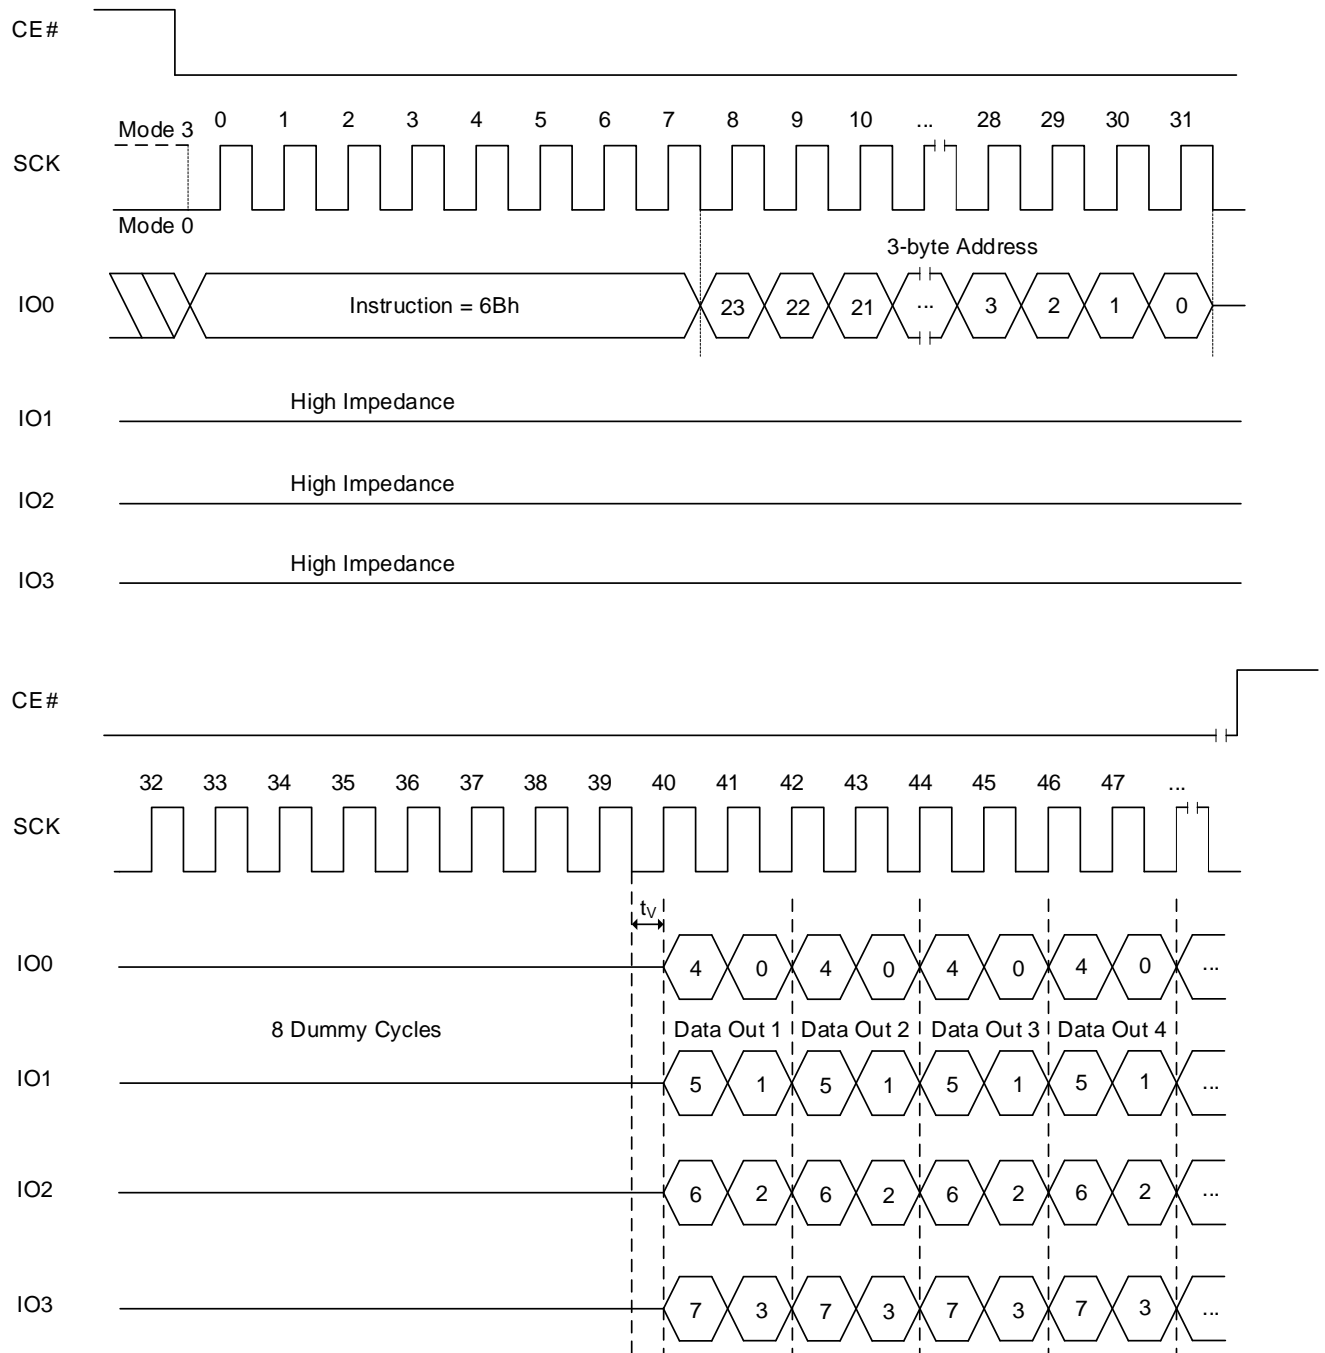 CE#
Mode 3 0 1 2 3 4 5 6 7 8 9 10 ... 28 29 30 31
SCK
Mode 0
3-byte Address
IO0 Instruction = 6Bh 23 22 21 ... 3 2 1 0
High Impedance
IO1
High Impedance
IO2
High Impedance
IO3
CE#
32 33 34 35 36 37 38 39 40 41 42 43 44 45 46 47 ...
SCK
tV
IO0 4 0 4 0 4 0 4 0 ...
8 Dummy Cycles Data Out 1 Data Out 2 Data Out 3 Data Out 4
IO1 5 1 5 1 5 1 5 1 ...
IO2 6 2 6 2 6 2 6 2 ...
IO3 7 3 7 3 7 3 7 3 ...